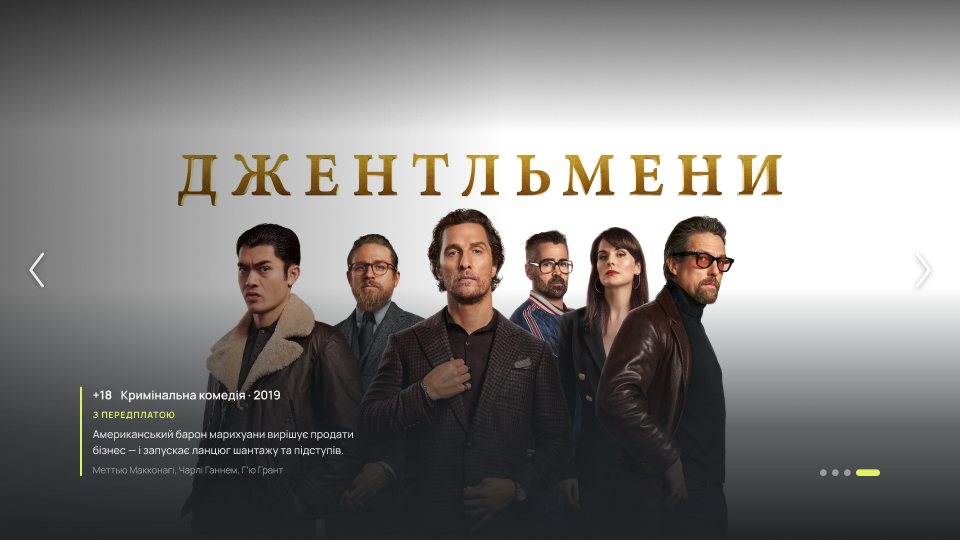 ДЖЕНТЛЬМЕНИ
+18 Кримінальна комедія · 2019
З ПЕРЕДПЛАТОЮ
Американський барон марихуани вирішує продати
бізнес — і запускає ланцюг шантажу та підступів.
Меттью Макконагі, Чарлі Ганнем, Г'ю Грант